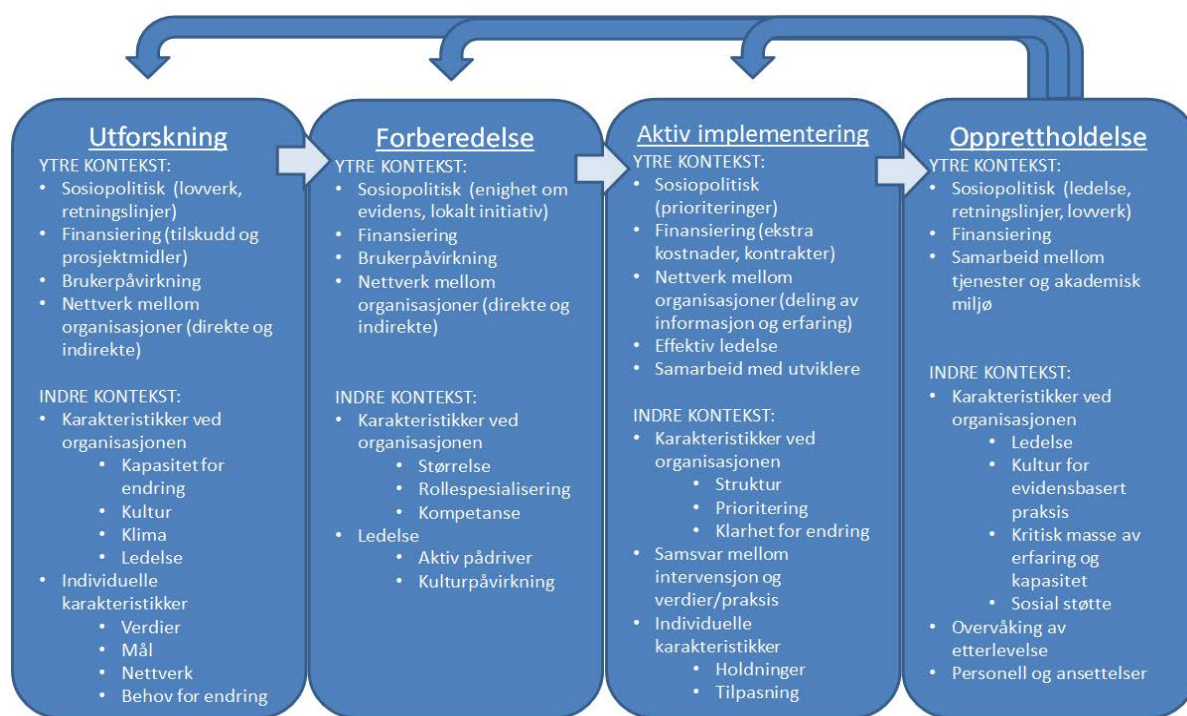 Utforskning
YTRE KONTEKST:
• Sosiopolitisk (lovverk,
retningslinjer)
• Finansiering (tilskudd og
prosjektmidler)
• Brukerpåvirkning
• Nettverk mellom
organisasjoner (direkte og
indirekte)
INDRE KONTEKST:
• Karakteristikker ved
organisasjonen
• Kapasitet for
endring
• Kultur
• Klima
• Ledelse
• Individuelle
karakteristikker
• Verdier
• Mål
• Nettverk
• Behov for endring
Forberedelse
YTRE KONTEKST:
• Sosiopolitisk (enighet om
evidens, lokalt initiativ)
• Finansiering
• Brukerpåvirkning
• Nettverk mellom
organisasjoner (direkte og
indirekte)
INDRE KONTEKST:
• Karakteristikker ved
organisasjonen
• Størrelse
• Rollespesialisering
• Kompetanse
• Ledelse
• Aktiv pådriver
• Kulturpåvirkning
Aktiv implementering
YTRE KONTEKST:
• Sosiopolitisk
(prioriteringer)
• Finansiering (ekstra
kostnader, kontrakter)
• Nettverk mellom
organisasjoner (deling av
informasjon og erfaring)
• Effektiv ledelse
• Samarbeid med utviklere
INDRE KONTEKST:
• Karakteristikker ved
organisasjonen
• Struktur
• Prioritering
• Klarhet for endring
• Samsvar mellom
intervensjon og
verdier/praksis
• Individuelle
karakteristikker
• Holdninger
• Tilpasning
Opprettholdelse
YTRE KONTEKST:
• Sosiopolitisk (ledelse,
retningslinjer, lovverk)
• Finansiering
• Samarbeid mellom
tjenester og akademisk
miljø
INDRE KONTEKST:
• Karakteristikker ved
organisasjonen
• Ledelse
• Kultur for
evidensbasert
praksis
• Kritisk masse av
erfaring og
kapasitet
• Sosial støtte
• Overvåking av
etterlevelse
• Personell og ansettelser